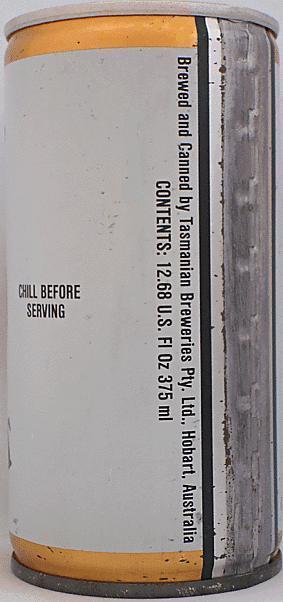 CHILL BEFORE
SERVING
Brewed and Canned by Tasmanian Breweries Pty. Ltd., Hobart, Australia
CONTENTS: 12.68 U.S. Fl Oz 375 ml